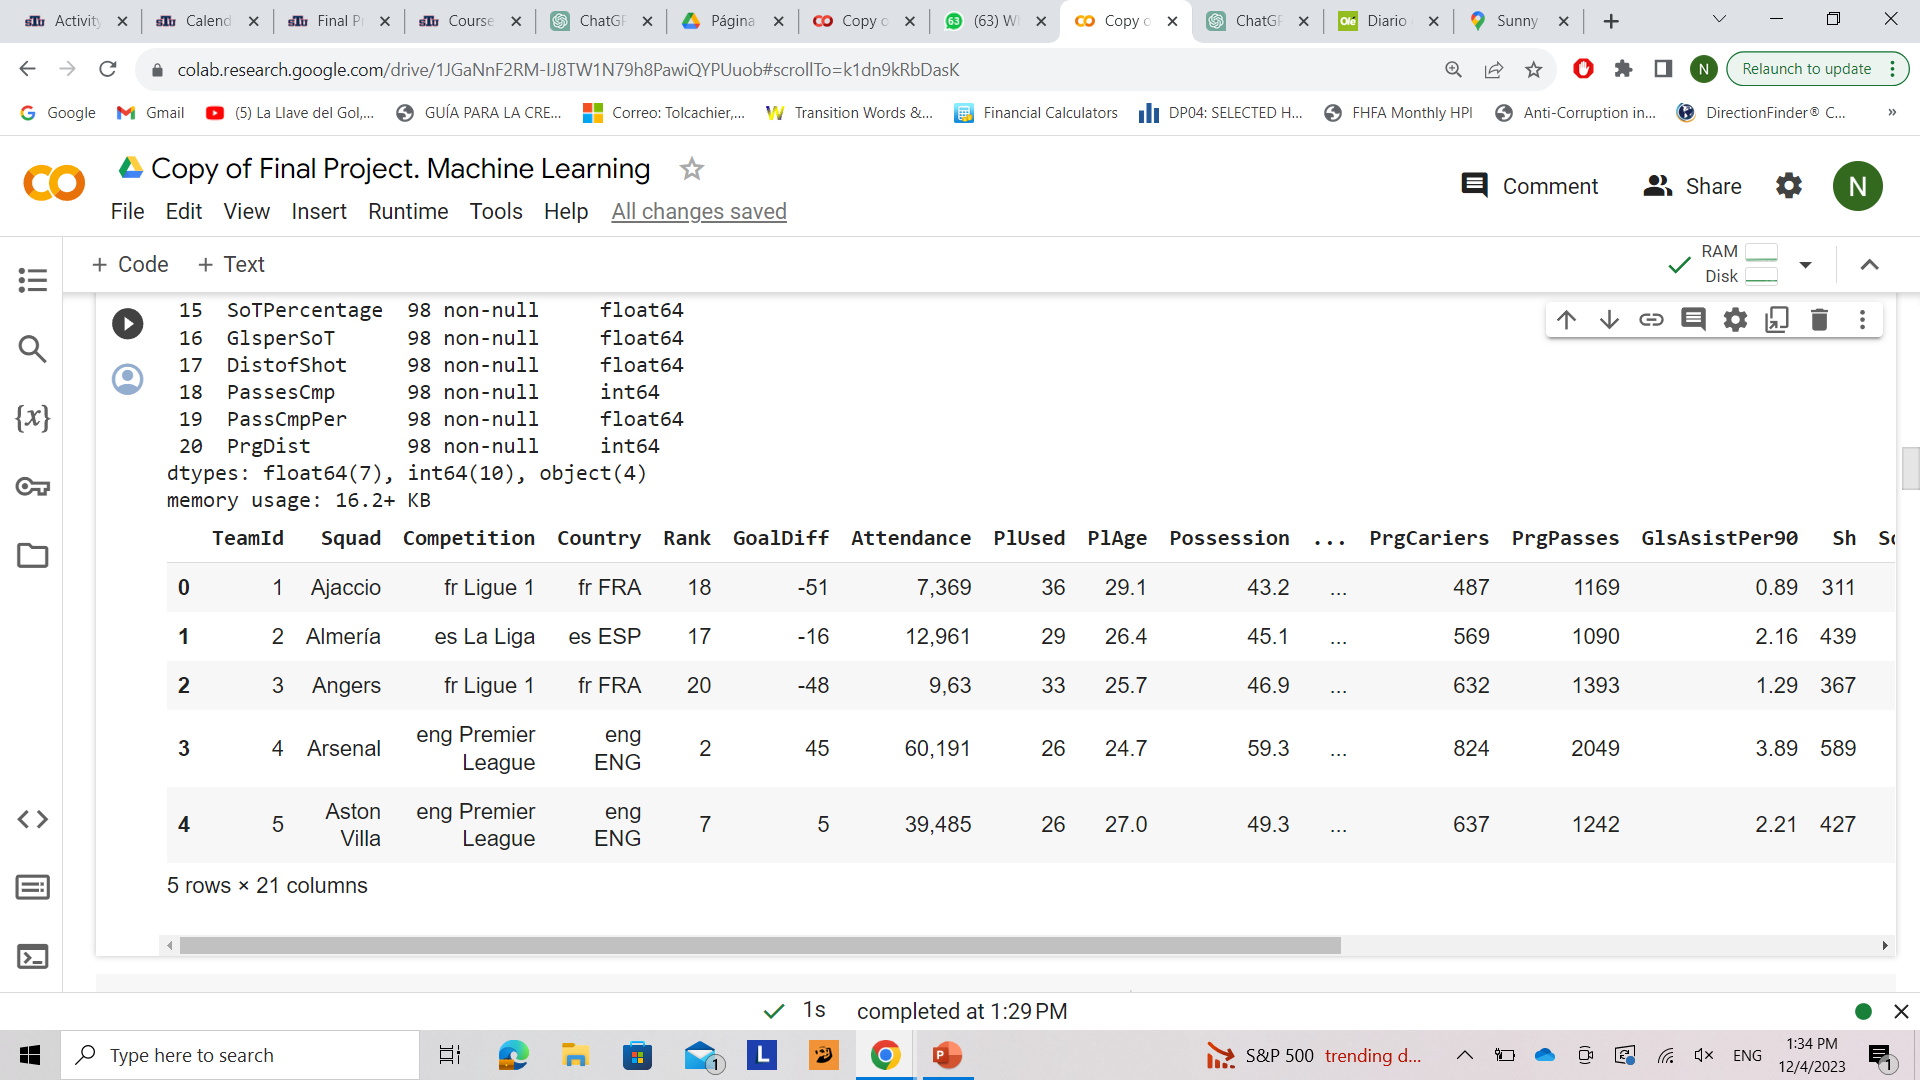 Activity
Calend
Final P
Course
ChatGP
Página
Copy o
63
(63) W
Copy o
ChatGP
Olé
Diario
Sunny
colab.research.google.com/drive/1JGaNnF2RM-IJ8TW1N79h8PawiQYPUuob#scrollTo=k1dn9kRbDasK
N
Relaunch to update
Google
Gmail
(5) La Llave del Gol,...
GUÍA PARA LA CRE...
Correo: Tolcachier,...
Transition Words &...
Financial Calculators
DP04: SELECTED H...
FHFA Monthly HPI
Anti-Corruption in...
DirectionFinder® C...
»
Copy of Final Project. Machine Learning
Comment
Share
N
File Edit View Insert Runtime Tools Help All changes saved
+ Code + Text
RAM
Disk
15 SoTPercentage 98 non-null float64
16 GlsperSoT 98 non-null float64
17 DistofShot 98 non-null float64
18 PassesCmp 98 non-null int64
19 PassCmpPer 98 non-null float64
20 PrgDist 98 non-null int64
dtypes: float64(7), int64(10), object(4)
memory usage: 16.2+ KB
TeamId Squad Competition Country Rank GoalDiff Attendance PlUsed PlAge Possession ... PrgCariers PrgPasses GlsAsistPer90 Sh
0 1 Ajaccio fr Ligue 1 fr FRA 18 -51 7,369 36 29.1 43.2 ... 487 1169 0.89 311
1 2 Almería es La Liga es ESP 17 -16 12,961 29 26.4 45.1 ... 569 1090 2.16 439
2 3 Angers fr Ligue 1 fr FRA 20 -48 9,63 33 25.7 46.9 ... 632 1393 1.29 367
3 4 Arsenal eng Premier League eng ENG 2 45 60,191 26 24.7 59.3 ... 824 2049 3.89 589
4 5 Aston Villa eng Premier League eng ENG 7 5 39,485 26 27.0 49.3 ... 637 1242 2.21 427
5 rows × 21 columns
{x}
1s completed at 1:29 PM
Type here to search
1
L
S&P 500 trending d...
ENG
1:34 PM
12/4/2023
1